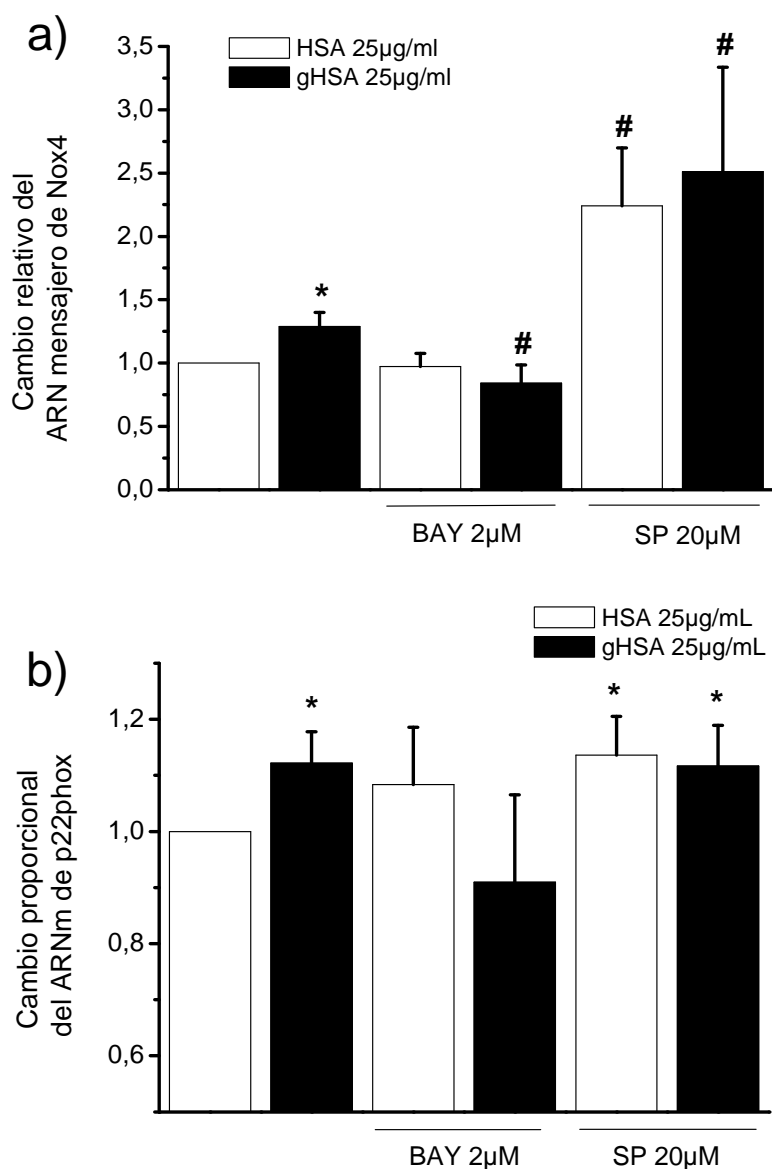 a)
HSA 25µg/ml
gHSA 25µg/ml
Cambio relativo del
ARN mensajero de Nox4
3,5
3,0
2,5
2,0
1,5
1,0
0,5
0,0
*
#
#
#
BAY 2µM
SP 20µM
b)
HSA 25µg/mL
gHSA 25µg/mL
Cambio proporcional
del ARNm de p22phox
1,2
1,0
0,8
0,6
*
*
*
BAY 2µM
SP 20µM